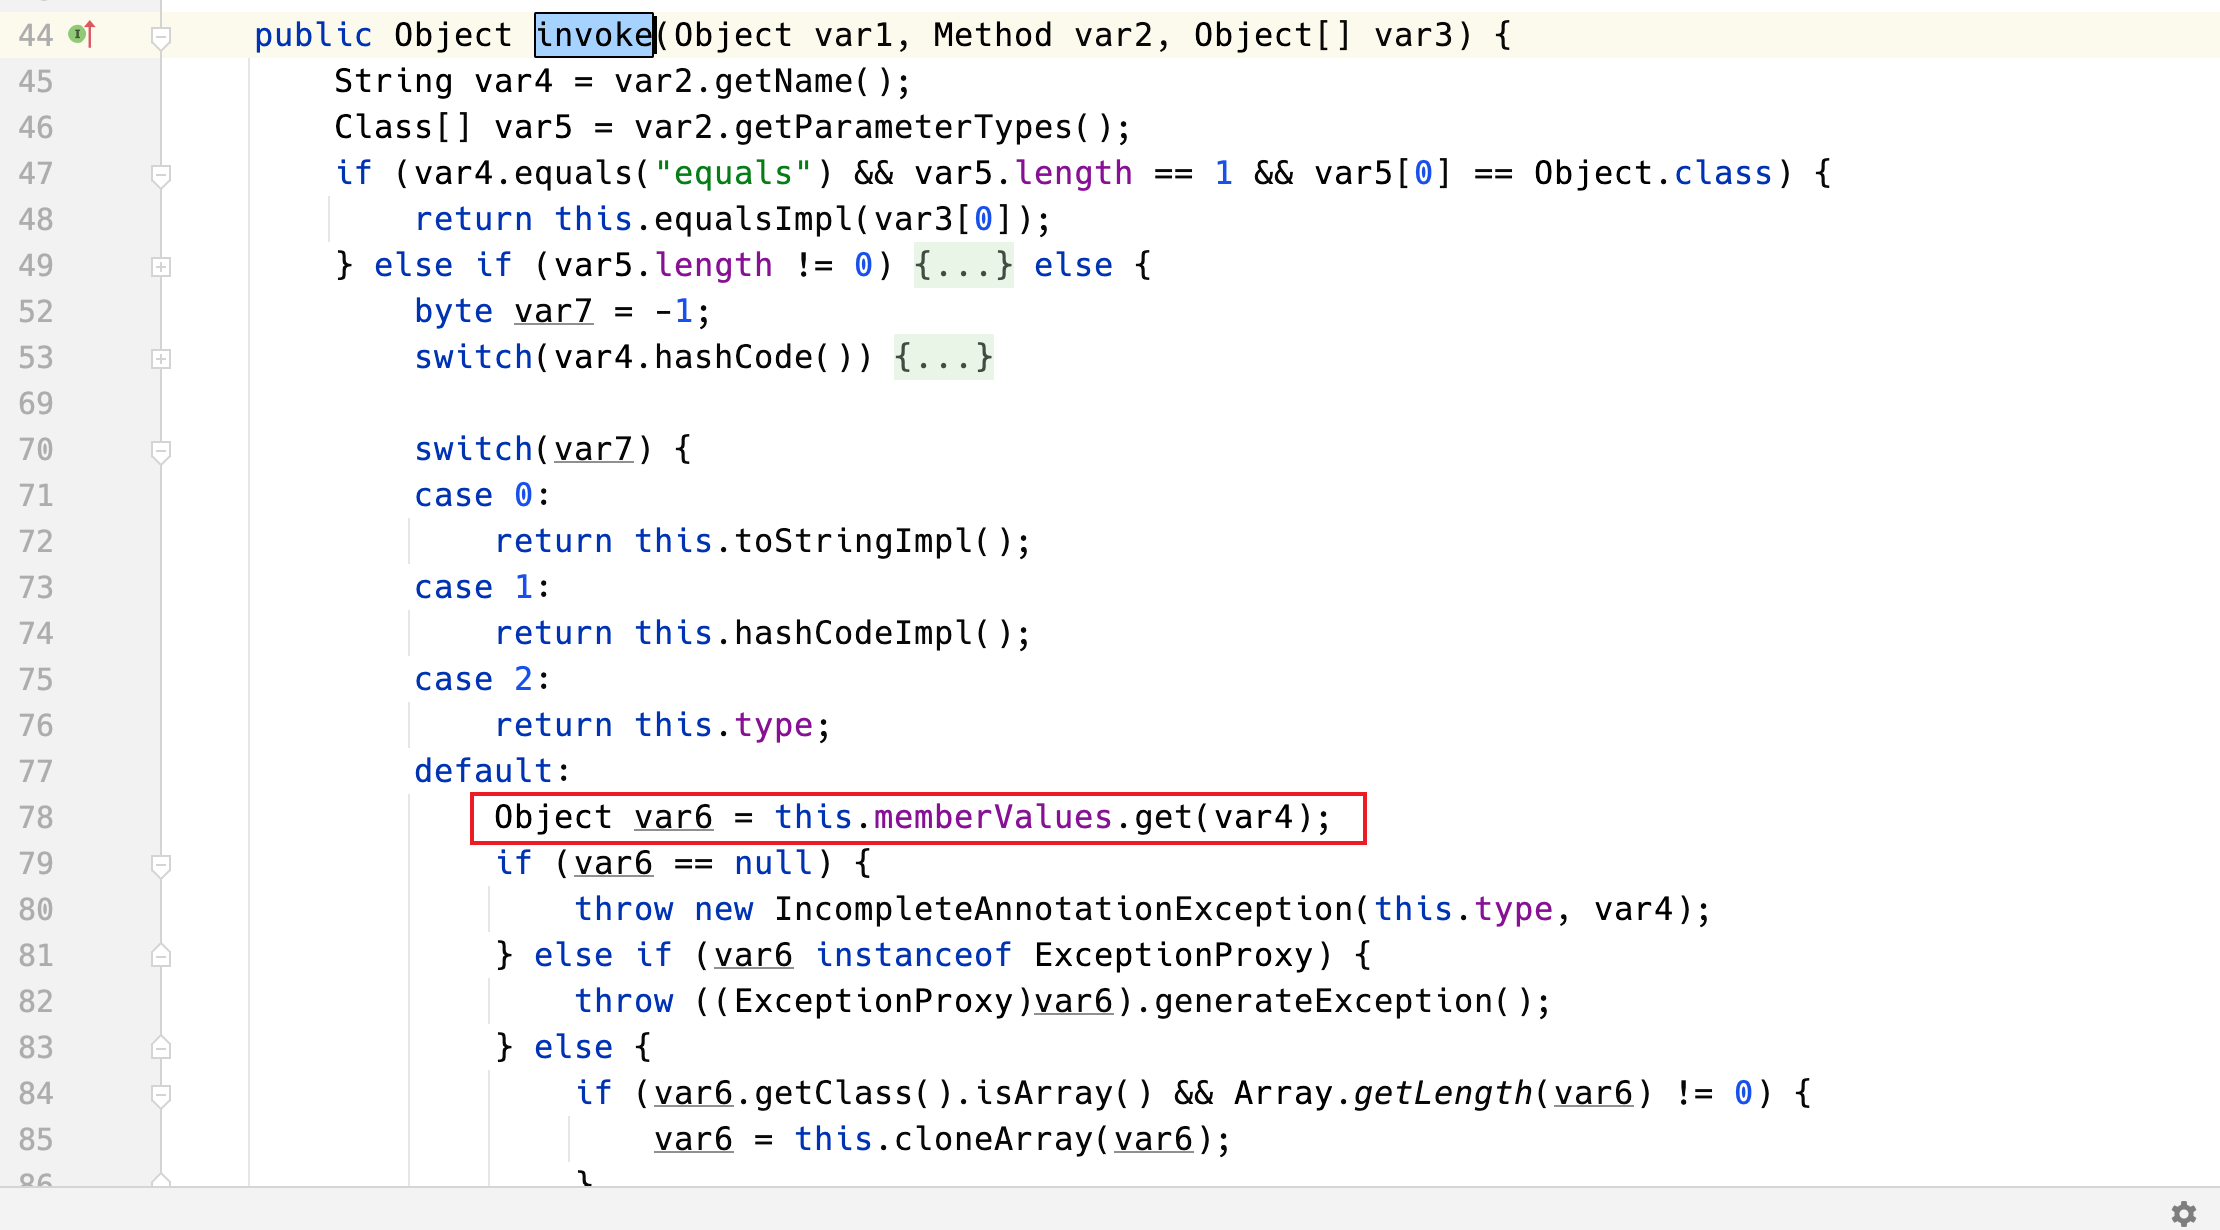 44 public Object invoke(Object var1, Method var2, Object[] var3) {
45 String var4 = var2.getName();
46 Class[] var5 = var2.getParameterTypes();
47 if (var4.equals("equals") && var5.length == 1 && var5[0] == Object.class) {
48 return this.equalsImpl(var3[0]);
49 } else if (var5.length != 0) {...} else {
52 byte var7 = -1;
53 switch(var4.hashCode()) {...}
69
70 switch(var7) {
71 case 0:
72 return this.toStringImpl();
73 case 1:
74 return this.hashCodeImpl();
75 case 2:
76 return this.type;
77 default:
78 Object var6 = this.memberValues.get(var4);
79 if (var6 == null) {
80 throw new IncompleteAnnotationException(this.type, var4);
81 } else if (var6 instanceof ExceptionProxy) {
82 throw ((ExceptionProxy)var6).generateException();
83 } else {
84 if (var6.getClass().isArray() && Array.getLength(var6) != 0) {
85 var6 = this.cloneArray(var6);
86 }